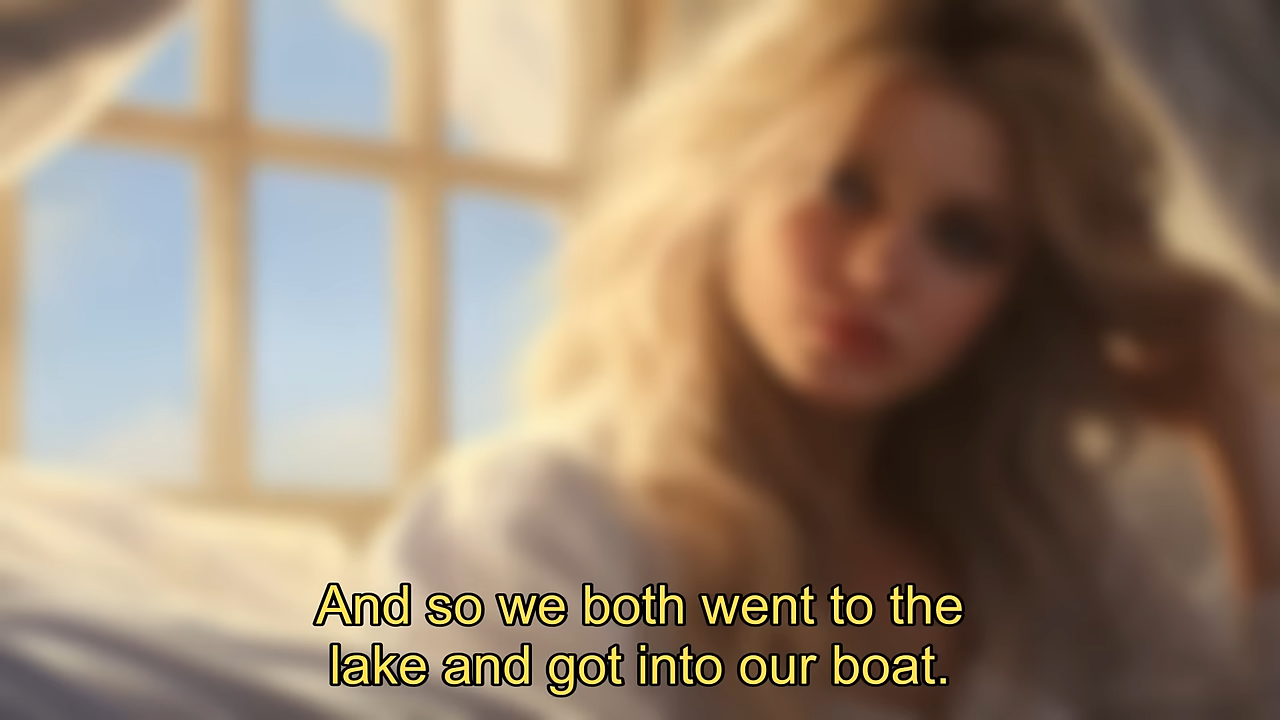 And so we both went to the
lake and got into our boat.